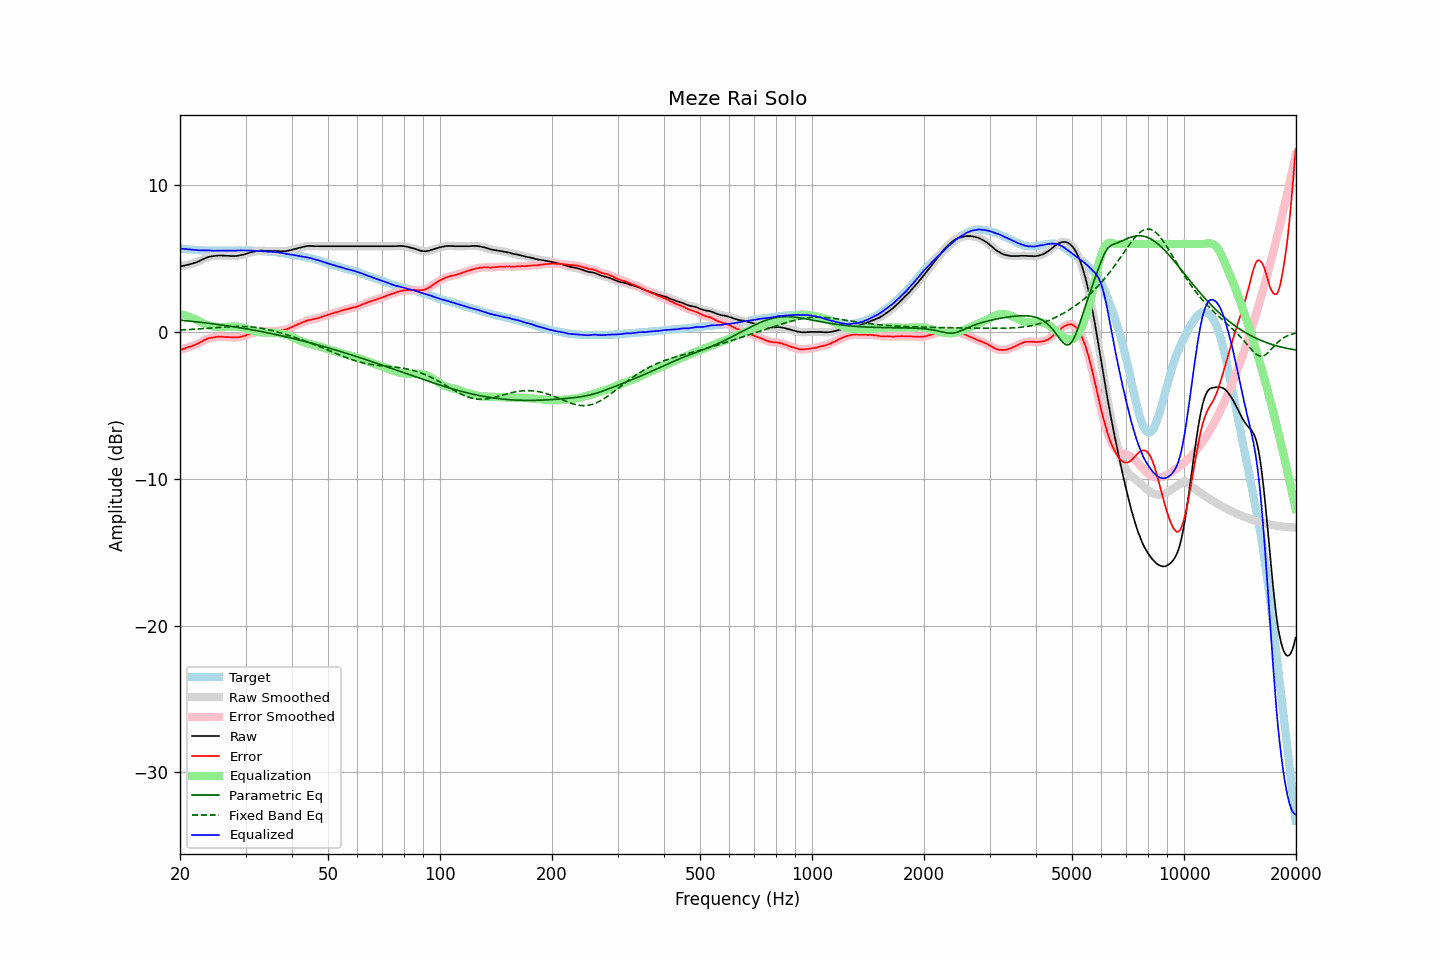 Meze Rai Solo
Amplitude (dBr)
10
0
−10
−20
−30
Target
Raw Smoothed
Error Smoothed
Raw
Error
Equalization
Parametric Eq
Fixed Band Eq
Equalized
20 50 100 200 500 1000 2000 5000 10000 20000
Frequency (Hz)